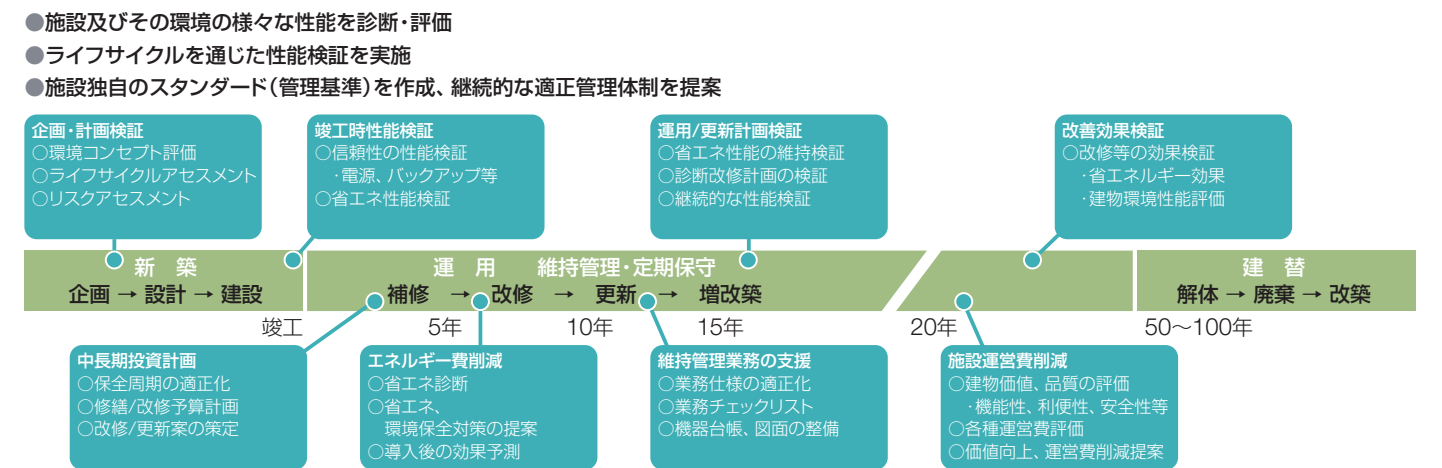 ●施設及びその環境の様々な性能を診断・評価
●ライフサイクルを通じた性能検証を実施
●施設独自のスタンダード（管理基準）を作成、継続的な適正管理体制を提案
企画・計画検証
○環境コンセプト評価
○ライフサイクルアセスメント
○リスクアセスメント
竣工時性能検証
○信頼性の性能検証
・電源、バックアップ等
○省エネ性能検証
運用/更新計画検証
○省エネ性能の維持検証
○診断改修計画の検証
○継続的な性能検証
改善効果検証
○改修等の効果検証
・省エネルギー効果
・建物環境性能評価
新 築
企画 → 設計 → 建設
運 用 維持管理・定期保守
補修 → 改修 → 更新 → 増改築
建 替
解体 → 廃棄 → 改築
竣工 5年 10年 15年 20年 50〜100年
中長期投資計画
○保全周期の適正化
○修繕/改修予算計画
○改修/更新案の策定
エネルギー費削減
○省エネ診断
○省エネ、
環境保全対策の提案
○導入後の効果予測
維持管理業務の支援
○業務仕様の適正化
○業務チェックリスト
○機器台帳、図面の整備
施設運営費削減
○建物価値、品質の評価
・機能性、利便性、安全性等
○各種運営費評価
○価値向上、運営費削減提案